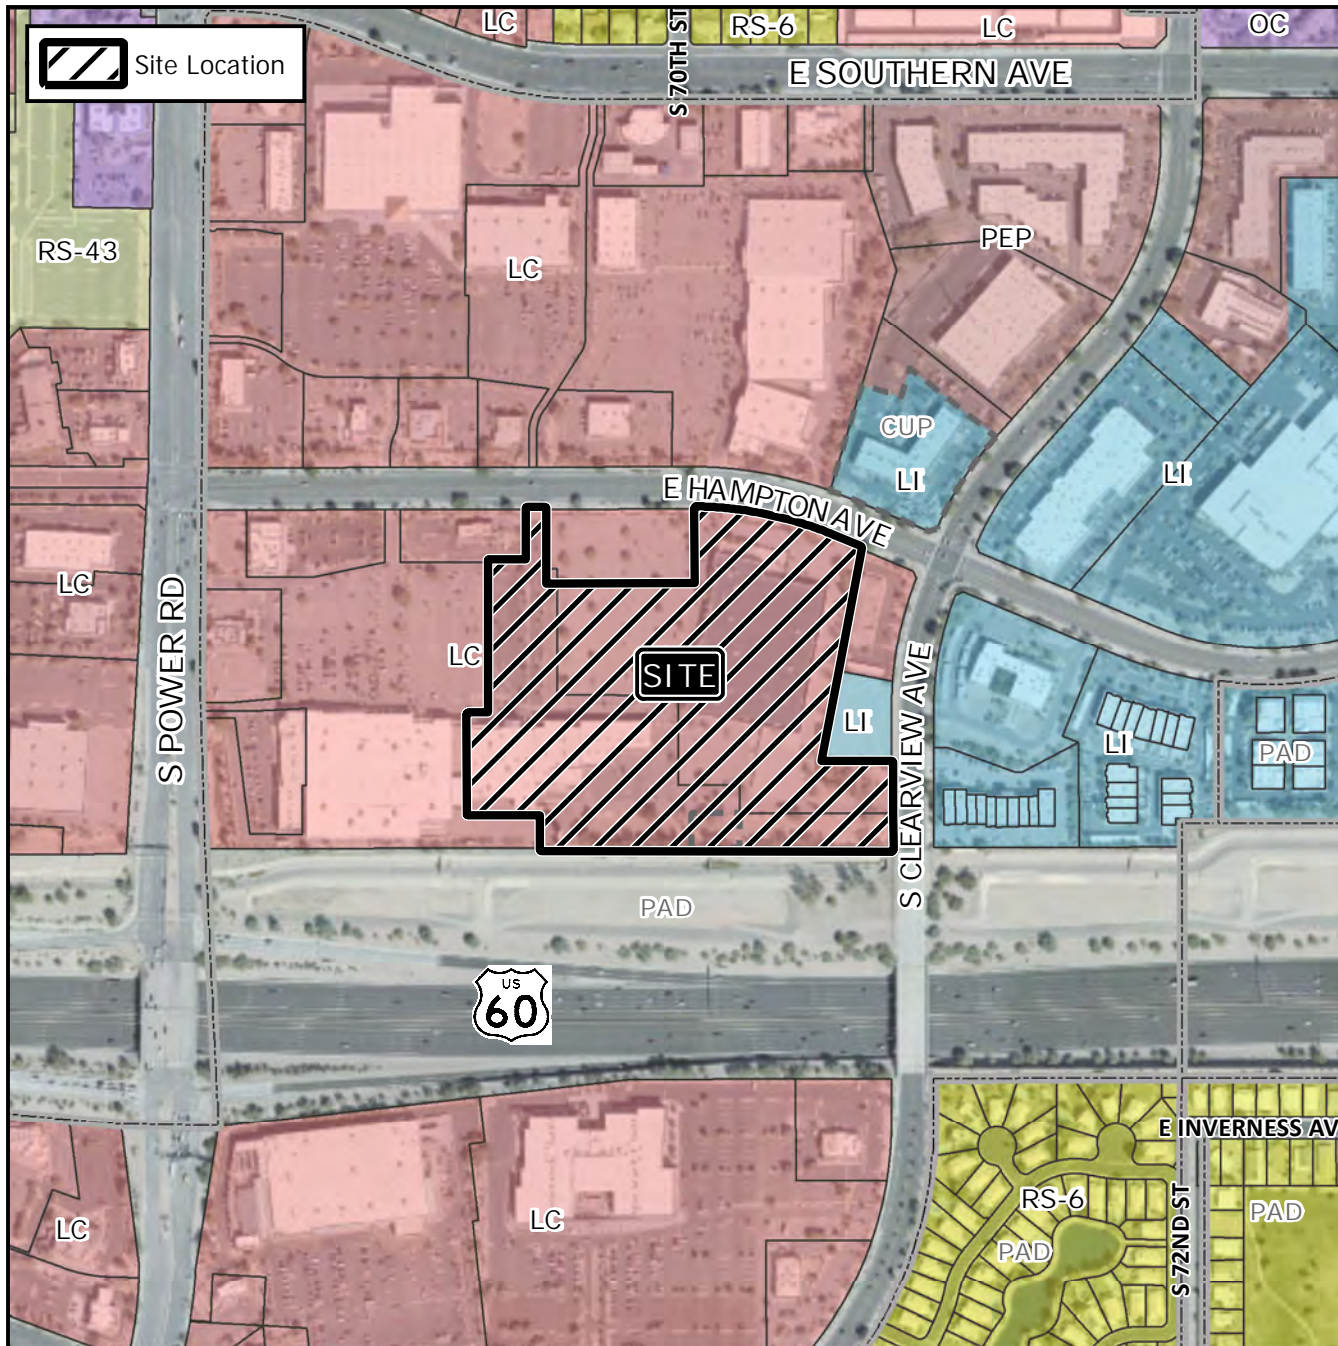 LC
RS-6
LC
OC
Site Location
S 70TH ST
E SOUTHERN AVE
RS-43
PEP
LC
CUP
LI
LI
E HAMPTON AVE
LC
S POWER RD
LC
SITE
LI
S CLEARVIEW AVE
LI
PAD
PAD
US
60
E INVERNESS AV
RS-6
PAD
S 72ND ST
PAD
LC
LC